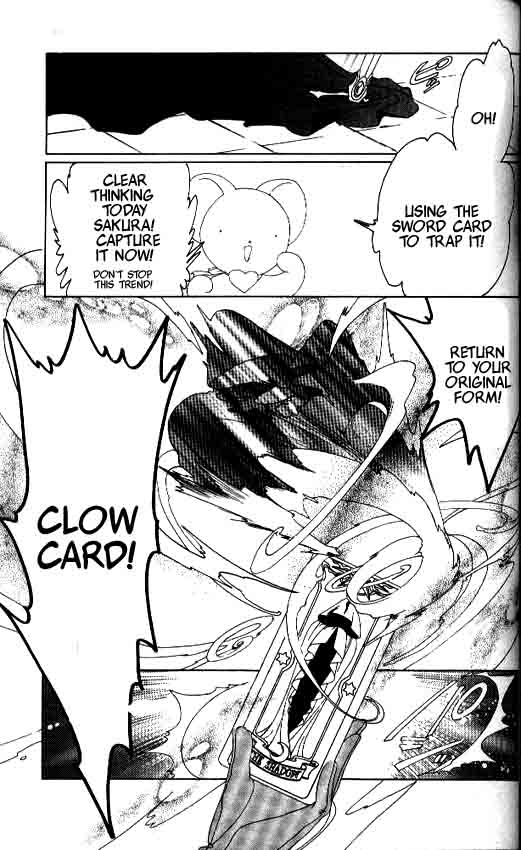 OH!
USING THE
SWORD CARD
TO TRAP IT!
CLEAR
THINKING
TODAY
SAKURA!
CAPTURE
IT NOW!
DON'T STOP
THIS TREND!
RETURN
TO YOUR
ORIGINAL
FORM!
CLOW
CARD!
THE SHADOW